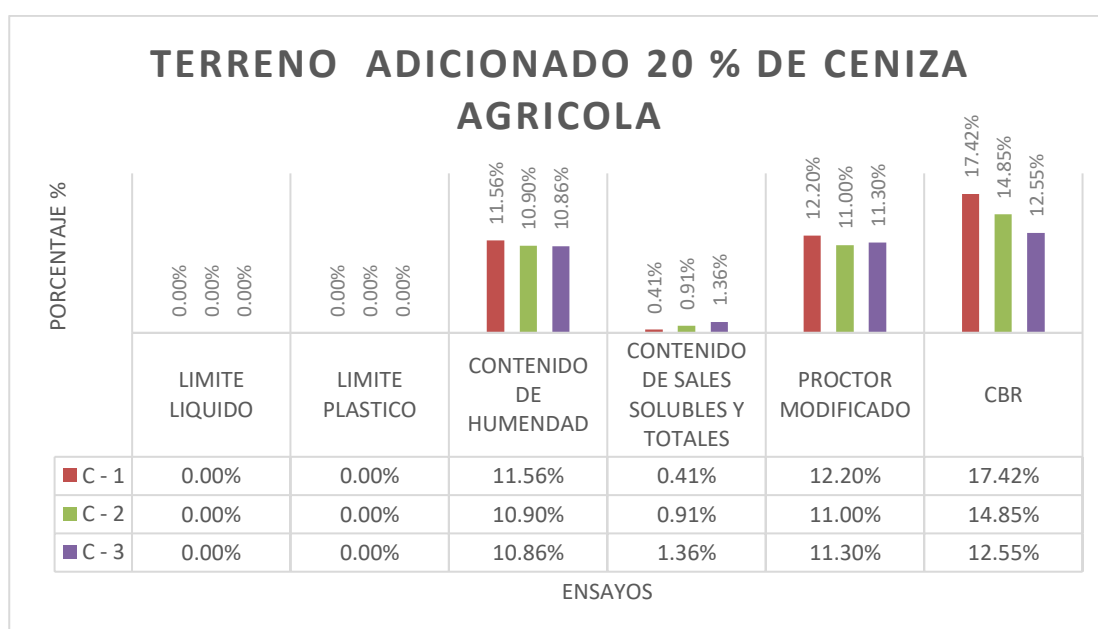 TERRENO ADICIONADO 20 % DE CENIZA
AGRICOLA
PORCENTAJE %
0.00% 0.00% 0.00% 0.00% 0.00% 0.00% 11.56% 10.90% 10.86% 0.41% 0.91% 1.36% 12.20% 11.00% 11.30% 17.42% 14.85% 12.55%
LIMITE
LIQUIDO
LIMITE
PLASTICO
CONTENIDO
DE
HUMENDAD
CONTENIDO
DE SALES
SOLUBLES Y
TOTALES
PROCTOR
MODIFICADO
CBR
C - 1 0.00% 0.00% 11.56% 0.41% 12.20% 17.42%
C - 2 0.00% 0.00% 10.90% 0.91% 11.00% 14.85%
C - 3 0.00% 0.00% 10.86% 1.36% 11.30% 12.55%
ENSAYOS